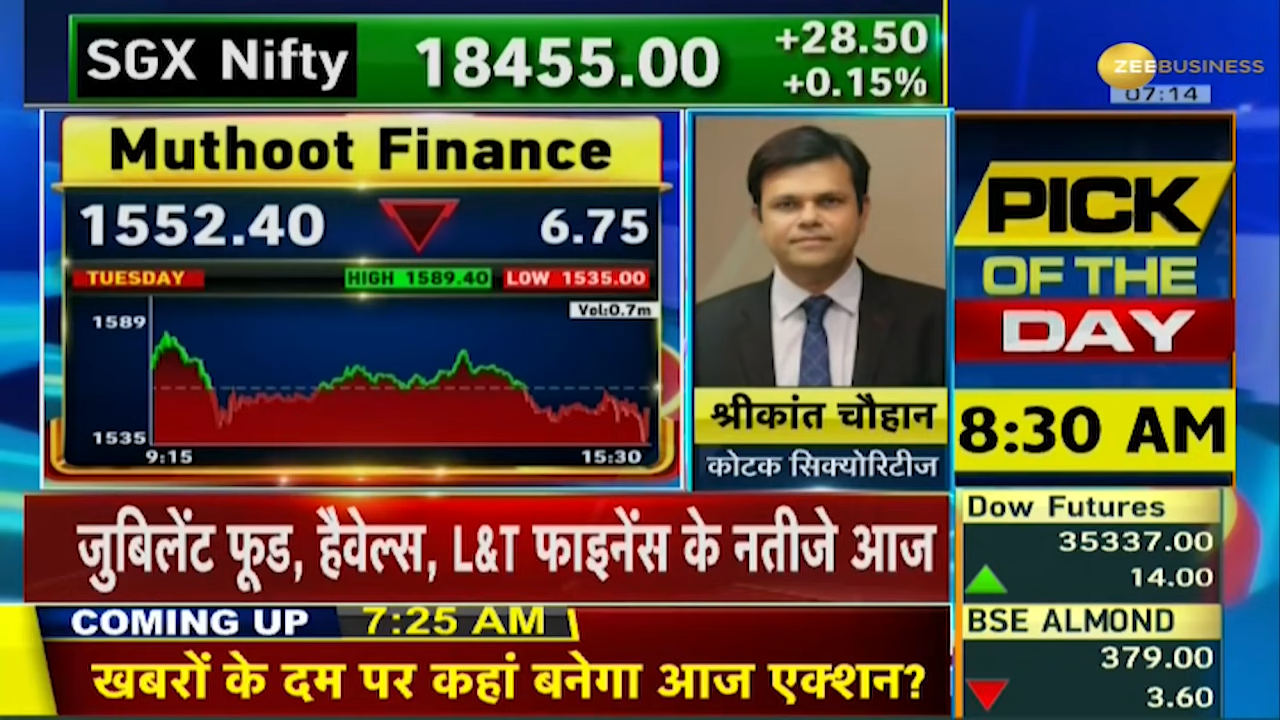 SGX Nifty 18455.00 +28.50
+0.15%
ZEEBUSINESS
07:14
Muthoot Finance
1552.40 6.75
TUESDAY HIGH 1589.40 LOW 1535.00
Vol:0.7m
1589
1535
9:15 15:30
श्रीकांत चौहान
कोटक सिक्योरिटीज
PICK
OF THE
DAY
8:30 AM
जुबिलेंट फूड, हैवेल्स, L&T फाइनेंस के नतीजे आज
COMING UP 7:25 AM
खबरों के दम पर कहां बनेगा आज एक्शन?
Dow Futures
35337.00
14.00
BSE ALMOND
379.00
3.60